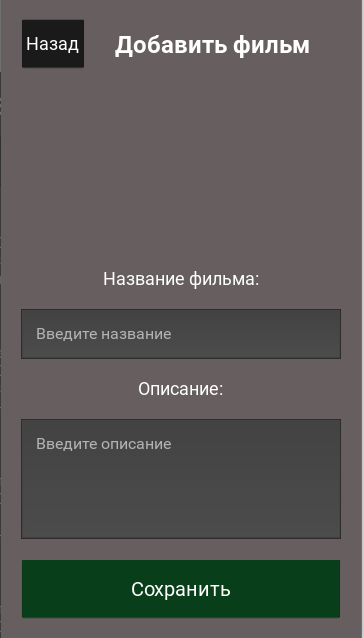 Назад
Добавить фильм
Название фильма:
Введите название
Описание:
Введите описание
Сохранить